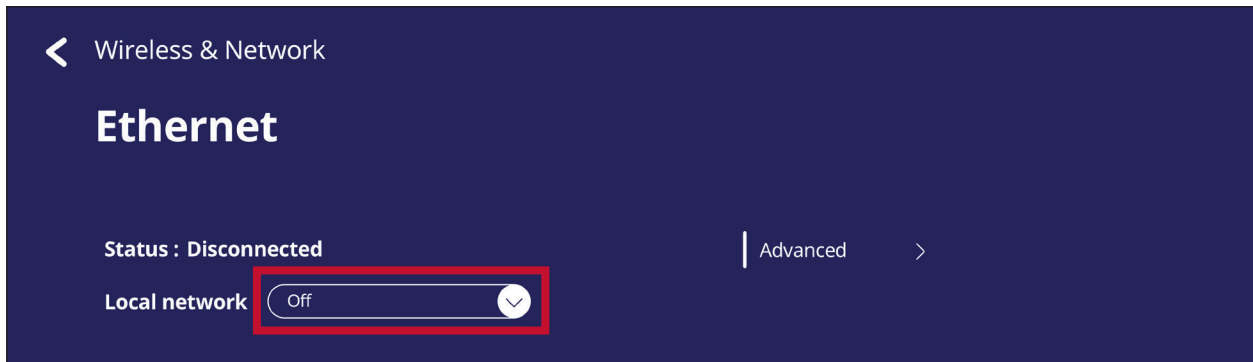 Wireless & Network
Ethernet
Status : Disconnected
Advanced
Local network
Off